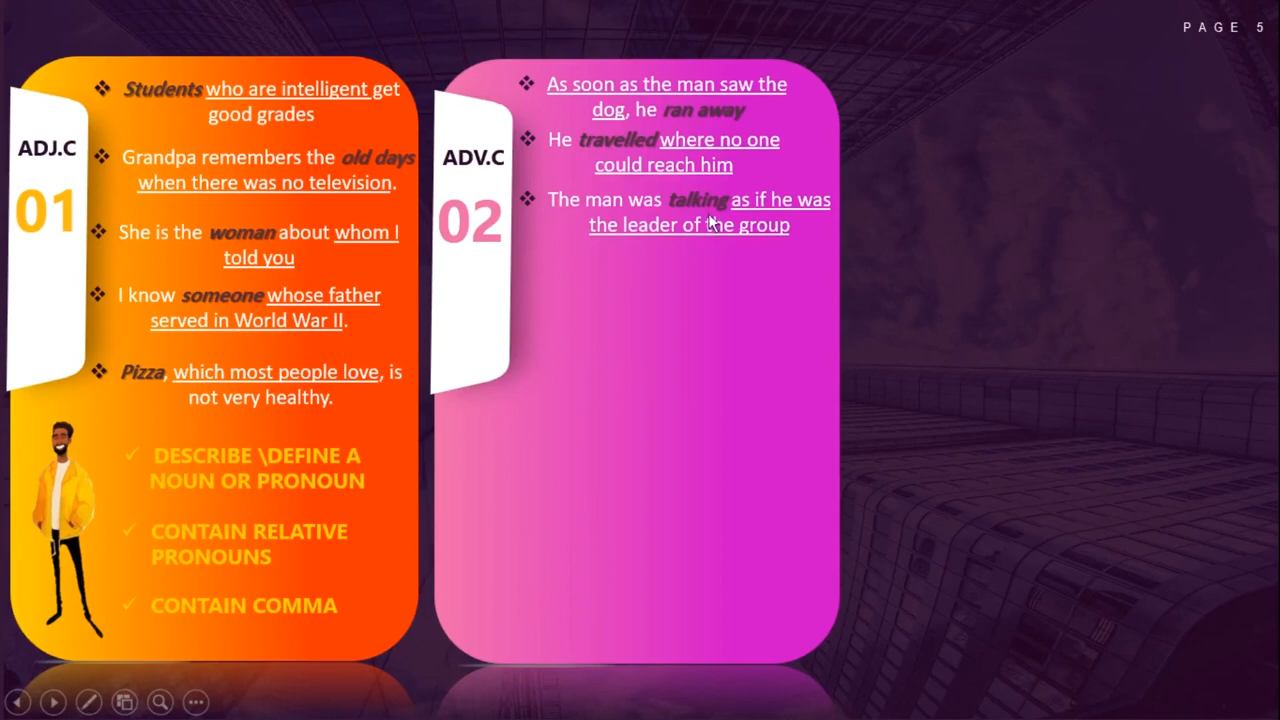 PAGE 5
ADJ.C
01
Students who are intelligent get
good grades
Grandpa remembers the old days
when there was no television.
She is the woman about whom I
told you
I know someone whose father
served in World War II.
Pizza, which most people love, is
not very healthy.
DESCRIBE \DEFINE A
NOUN OR PRONOUN
CONTAIN RELATIVE
PRONOUNS
CONTAIN COMMA
ADV.C
02
As soon as the man saw the
dog, he ran away
He travelled where no one
could reach him
The man was talking as if he was
the leader of the group